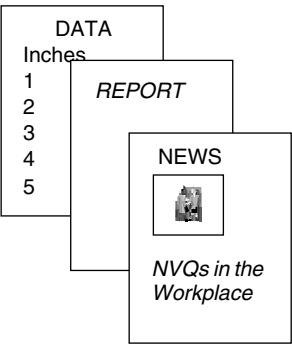 DATA
Inches
1
2
3
4
5
REPORT
NEWS
NVQs in the
Workplace